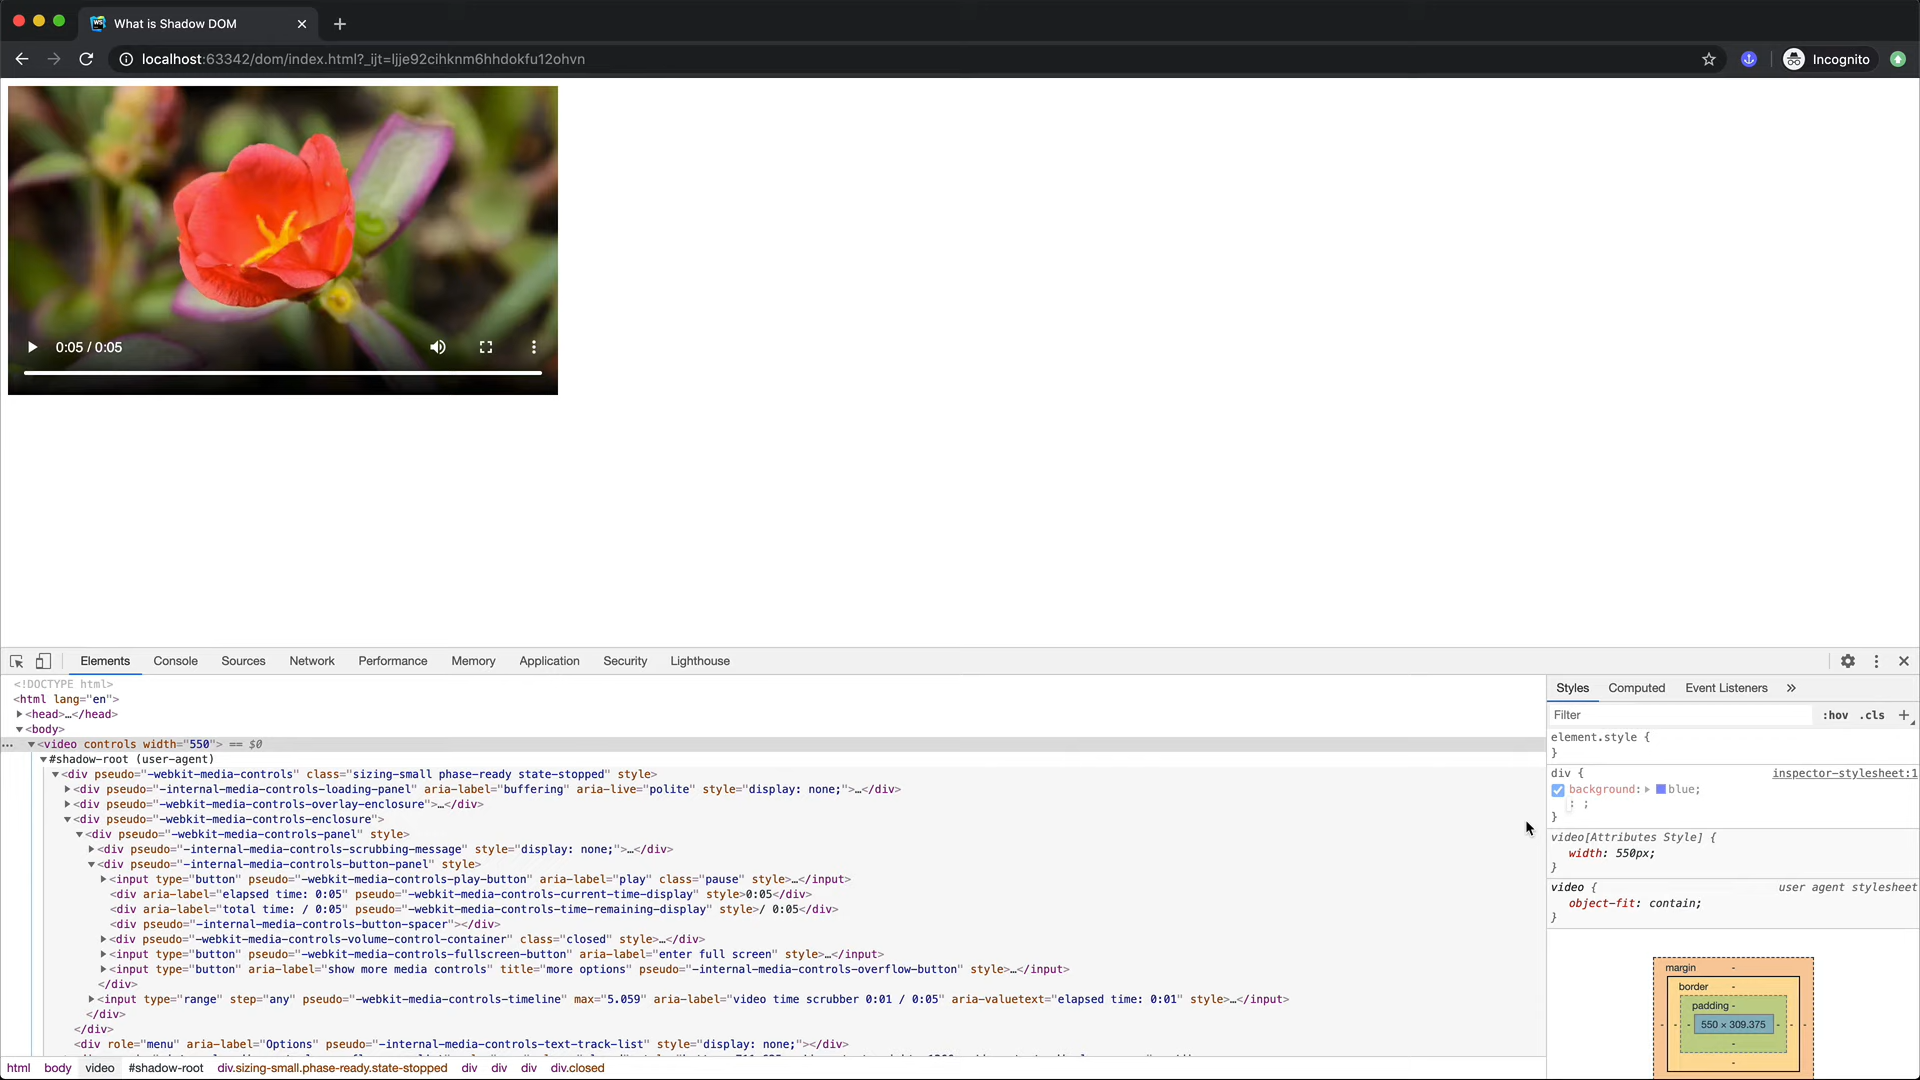 What is Shadow DOM
localhost:63342/dom/index.html?_ijt=ljje92cihknm6hhdokfu12ohvn
Incognito
0:05 / 0:05
Elements Console Sources Network Performance Memory Application Security Lighthouse
<!DOCTYPE html>
<html lang="en">
<head>…</head>
<body>
<video controls width="550"> == $0
#shadow-root (user-agent)
<div pseudo="-webkit-media-controls" class="sizing-small phase-ready state-stopped" style>
<div pseudo="-internal-media-controls-loading-panel" aria-label="buffering" aria-live="polite" style="display: none;">…</div>
<div pseudo="-webkit-media-controls-overlay-enclosure">…</div>
<div pseudo="-webkit-media-controls-enclosure">
<div pseudo="-webkit-media-controls-panel" style>
<div pseudo="-internal-media-controls-scrubbing-message" style="display: none;">…</div>
<div pseudo="-internal-media-controls-button-panel" style>
<input type="button" pseudo="-webkit-media-controls-play-button" aria-label="play" class="pause" style>…</input>
<div aria-label="elapsed time: 0:05" pseudo="-webkit-media-controls-current-time-display" style>0:05</div>
<div aria-label="total time: / 0:05" pseudo="-webkit-media-controls-time-remaining-display" style>/ 0:05</div>
<div pseudo="-internal-media-controls-button-spacer"></div>
<div pseudo="-webkit-media-controls-volume-control-container" class="closed" style>…</div>
<input type="button" pseudo="-webkit-media-controls-fullscreen-button" aria-label="enter full screen" style>…</input>
<input type="button" aria-label="show more media controls" title="more options" pseudo="-internal-media-controls-overflow-button" style>…</input>
</div>
<input type="range" step="any" pseudo="-webkit-media-controls-timeline" max="5.059" aria-label="video time scrubber 0:01 / 0:05" aria-valuetext="elapsed time: 0:01" style>…</input>
</div>
</div>
<div role="menu" aria-label="Options" pseudo="-internal-media-controls-text-track-list" style="display: none;"></div>
html body video #shadow-root div.sizing-small.phase-ready.state-stopped div div div div.closed
Styles Computed Event Listeners »
Filter :hov .cls +
element.style {
}
div { inspector-stylesheet:1
background: blue;
: ;
}
video[Attributes Style] {
width: 550px;
}
video { user agent stylesheet
object-fit: contain;
}
margin -
border -
padding -
- - - 550 × 309.375 - - -
-
-